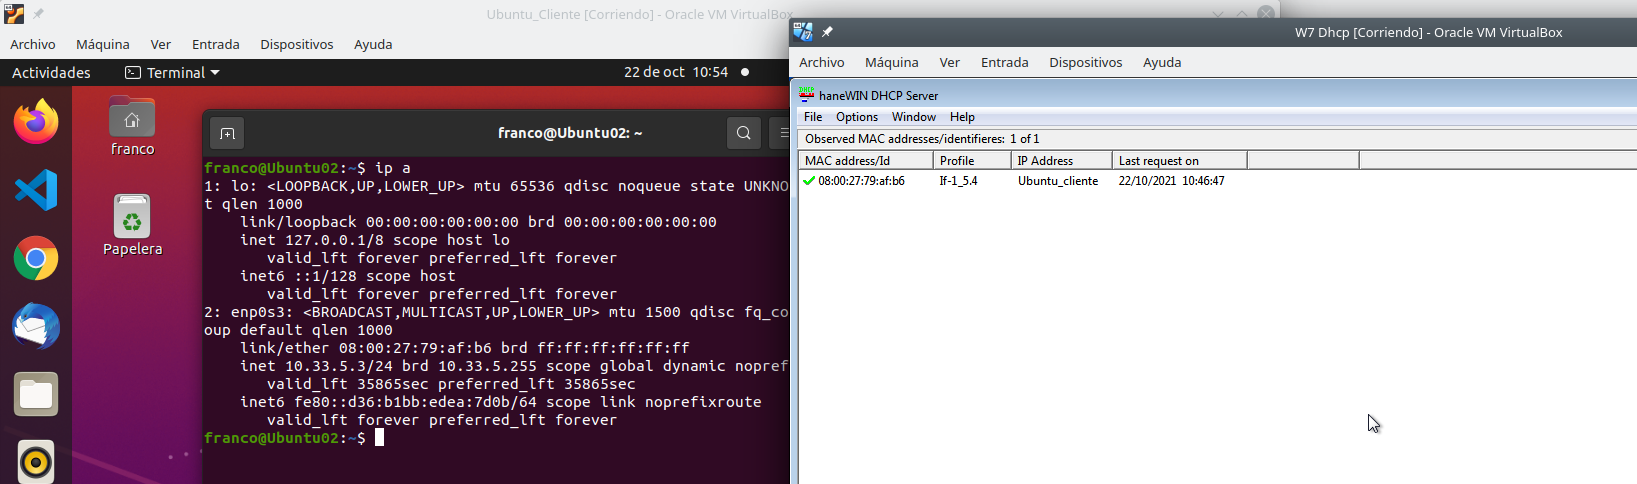 Ubuntu_Cliente [Corriendo] - Oracle VM VirtualBox
Archivo Máquina Ver Entrada Dispositivos Ayuda
Actividades Terminal 22 de oct 10:54
franco
Papelera
franco@Ubuntu02: ~
franco@Ubuntu02:~$ ip a
1: lo: <LOOPBACK,UP,LOWER_UP> mtu 65536 qdisc noqueue state UNKNO
t qlen 1000
link/loopback 00:00:00:00:00:00 brd 00:00:00:00:00:00
inet 127.0.0.1/8 scope host lo
valid_lft forever preferred_lft forever
inet6 ::1/128 scope host
valid_lft forever preferred_lft forever
2: enp0s3: <BROADCAST,MULTICAST,UP,LOWER_UP> mtu 1500 qdisc fq_co
oup default qlen 1000
link/ether 08:00:27:79:af:b6 brd ff:ff:ff:ff:ff:ff
inet 10.33.5.3/24 brd 10.33.5.255 scope global dynamic nopref
valid_lft 35865sec preferred_lft 35865sec
inet6 fe80::d36:b1bb:edea:7d0b/64 scope link noprefixroute
valid_lft forever preferred_lft forever
franco@Ubuntu02:~$
W7 Dhcp [Corriendo] - Oracle VM VirtualBox
Archivo Máquina Ver Entrada Dispositivos Ayuda
haneWIN DHCP Server
File Options Window Help
Observed MAC addresses/identifieres: 1 of 1
MAC address/Id Profile IP Address Last request on
08:00:27:79:af:b6 If-1_5.4 Ubuntu_cliente 22/10/2021 10:46:47